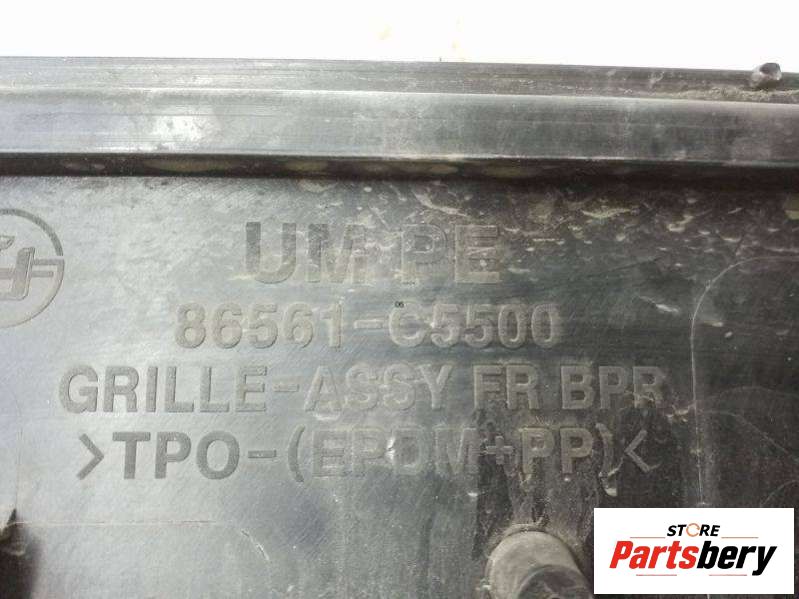 UM PE
86561-C5500
GRILLE-ASSY FR BPR
>TPO-(EPDM+PP)<
STORE
Partsbery